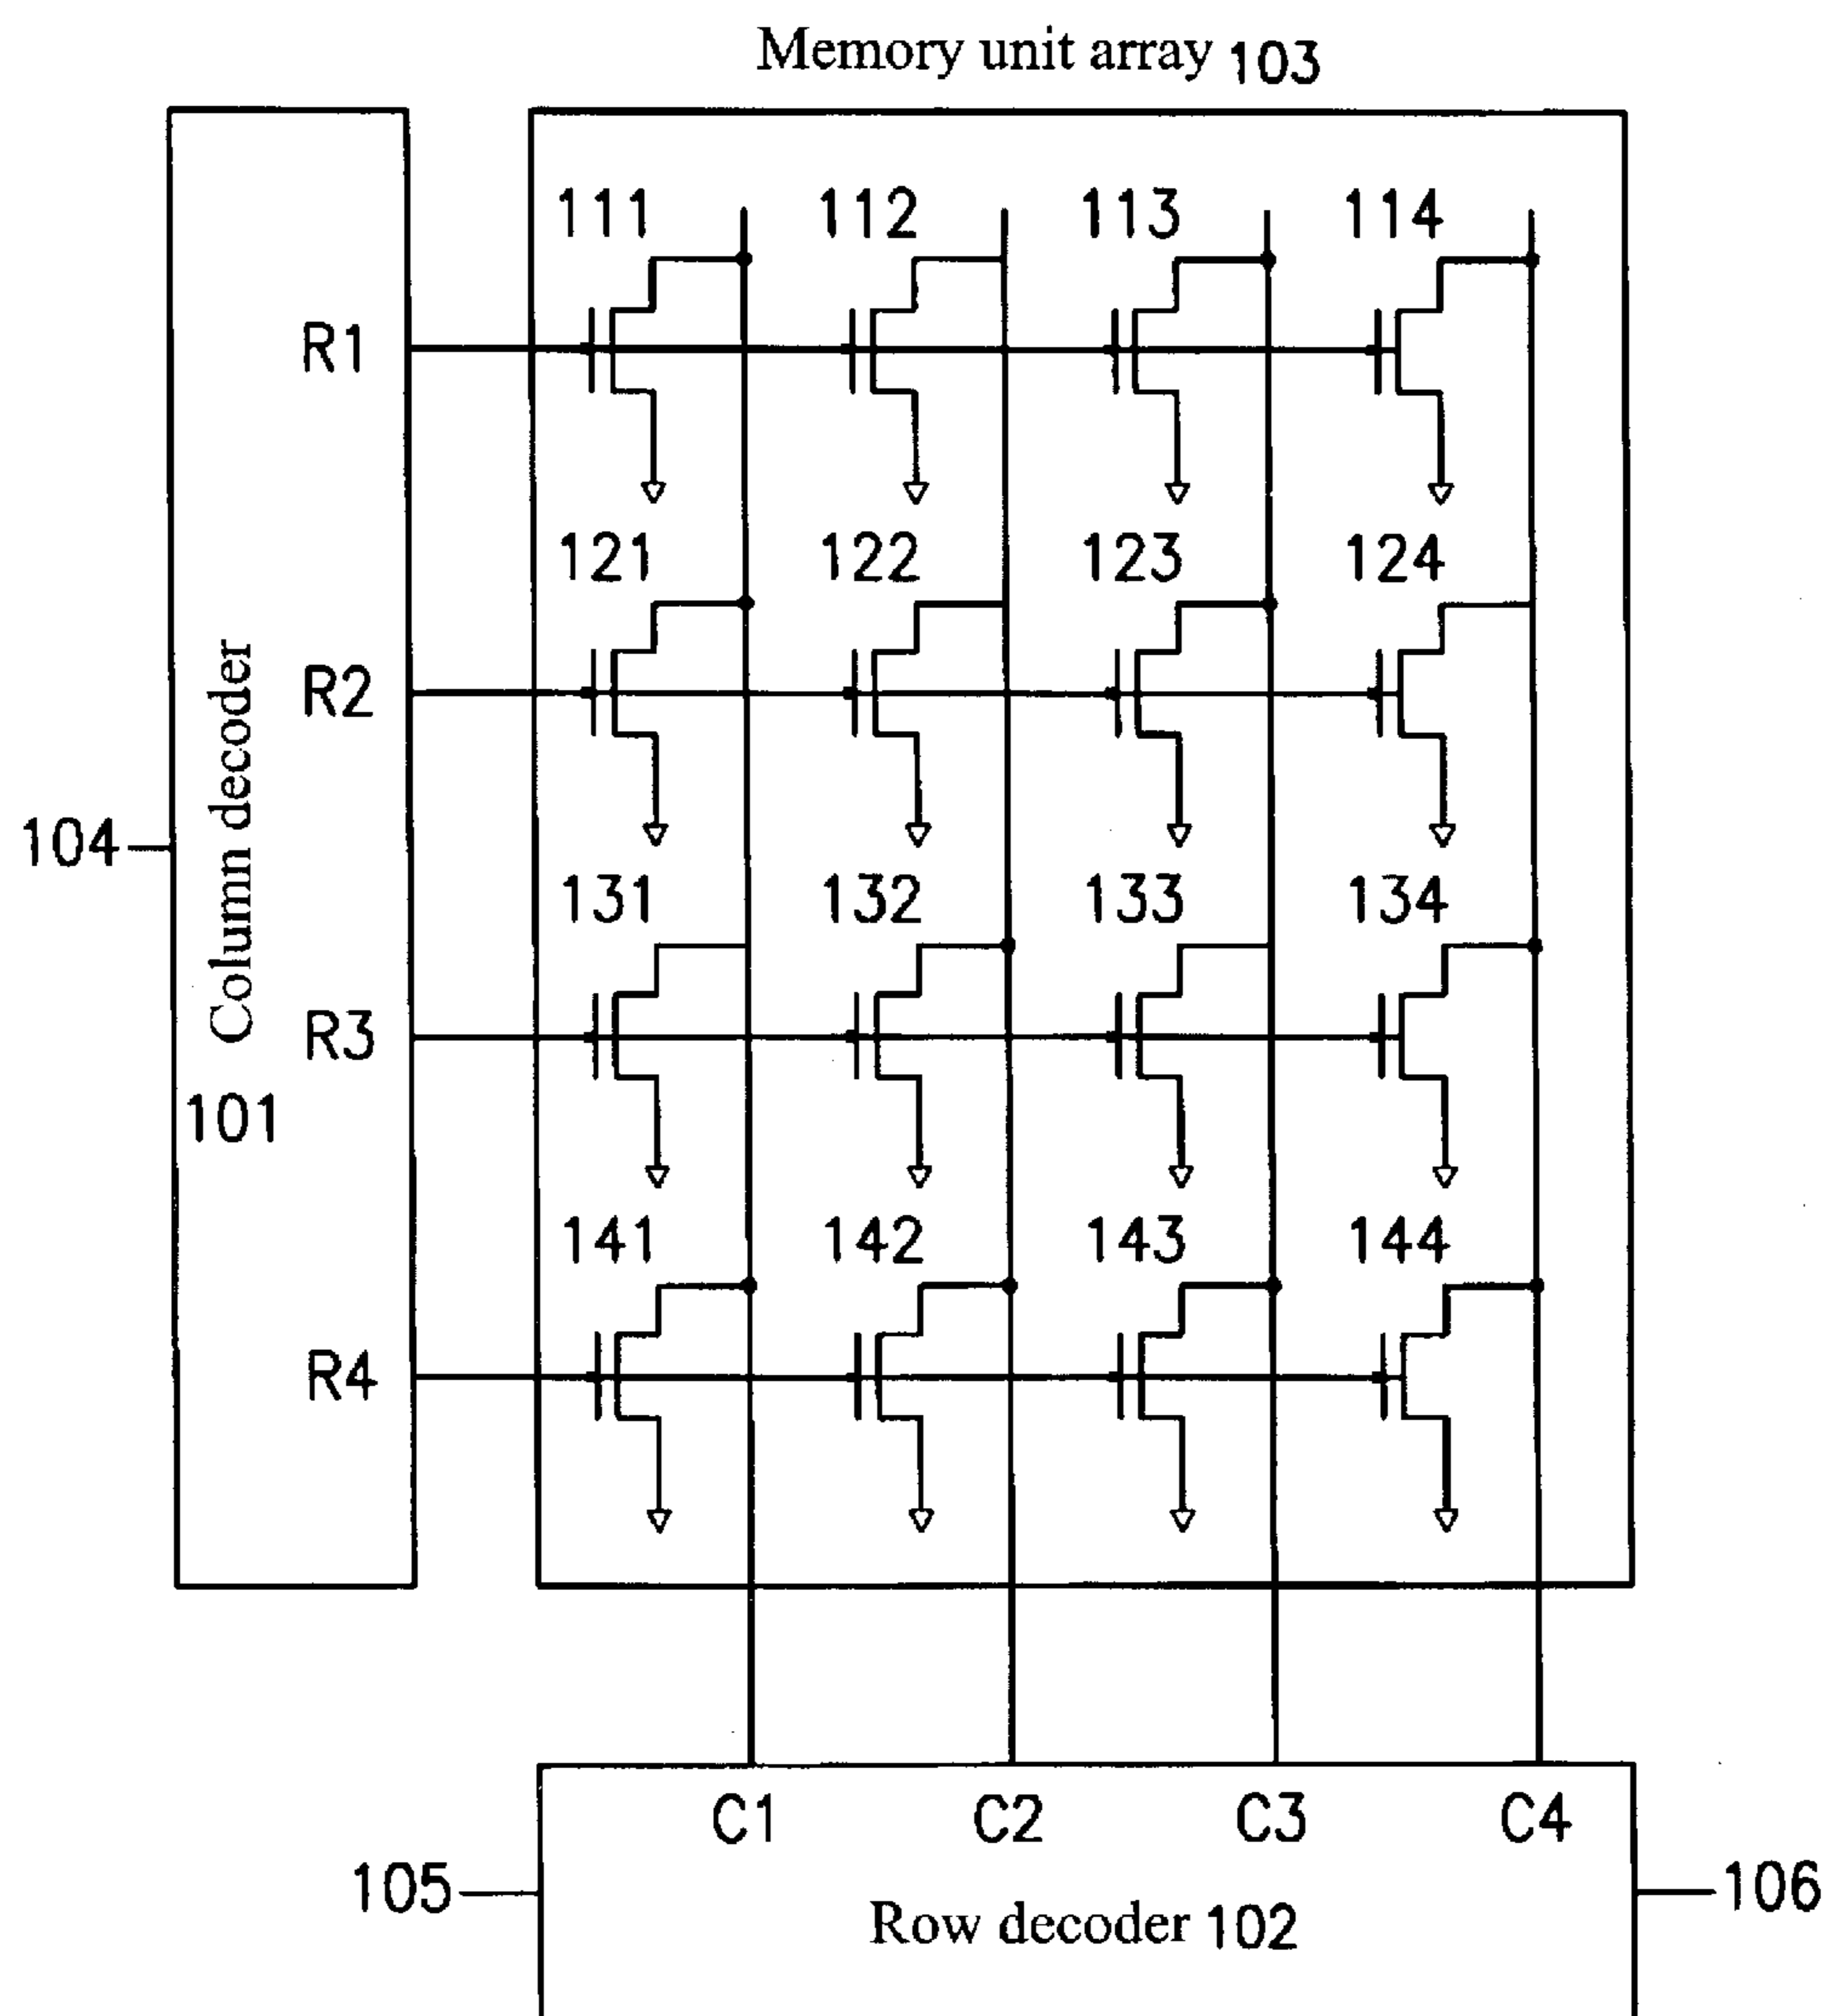 Memory unit array 103
111 112 113 114
R1
121 122 123 124
R2
Column decoder
104
131 132 133 134
R3
101
141 142 143 144
R4
C1 C2 C3 C4
105
106
Row decoder 102